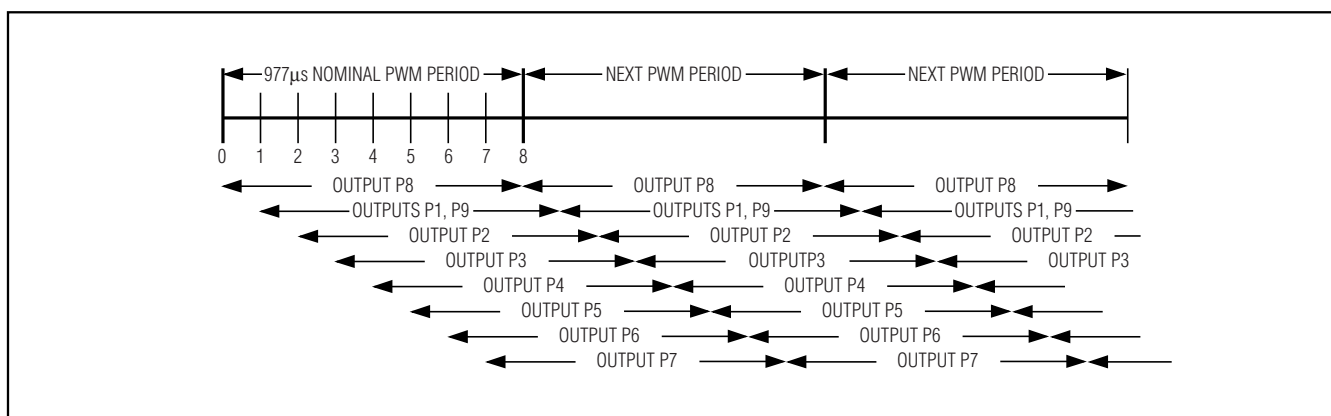 977μs NOMINAL PWM PERIOD NEXT PWM PERIOD NEXT PWM PERIOD
0 1 2 3 4 5 6 7 8
OUTPUT P8 OUTPUT P8 OUTPUT P8
OUTPUTS P1, P9 OUTPUTS P1, P9 OUTPUTS P1, P9
OUTPUT P2 OUTPUT P2 OUTPUT P2
OUTPUT P3 OUTPUTP3 OUTPUT P3
OUTPUT P4 OUTPUT P4
OUTPUT P5 OUTPUT P5
OUTPUT P6 OUTPUT P6
OUTPUT P7 OUTPUT P7